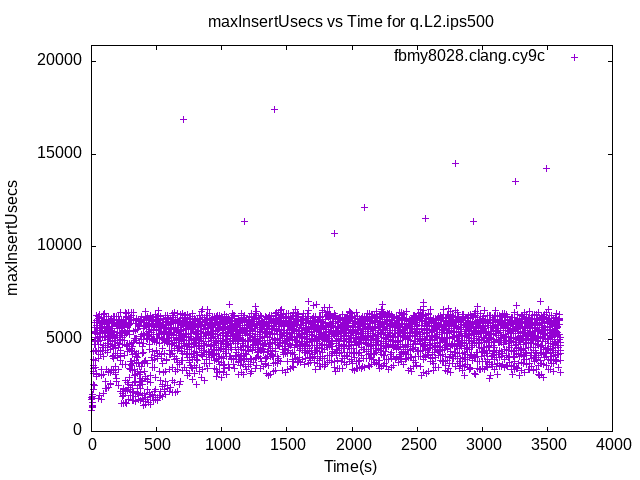 maxInsertUsecs vs Time for q.L2.ips500
fbmy8028.clang.cy9c
20000
15000
10000
5000
0
maxInsertUsecs
0 500 1000 1500 2000 2500 3000 3500 4000
Time(s)